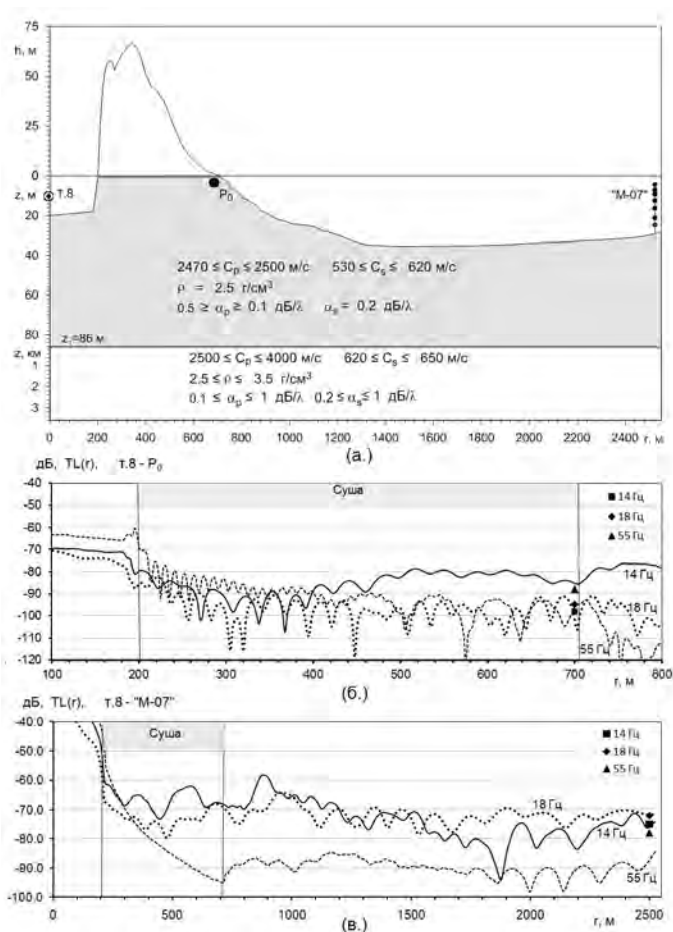 75
h, м
50
25
0
z, м
т.8
P₀
"М-07"
20
40
2470 ≤ Cp ≤ 2500 м/с 530 ≤ Cs ≤ 620 м/с
ρ = 2.5 г/см³
60
0.5 ≥ αp ≥ 0.1 дБ/λ αs = 0.2 дБ/λ
80
z₁=86 м
z, км
2500 ≤ Cp ≤ 4000 м/с 620 ≤ Cs ≤ 650 м/с
1
2.5 ≤ ρ ≤ 3.5 г/см³
2
0.1 ≤ αp ≤ 1 дБ/λ 0.2 ≤ αs ≤ 1 дБ/λ
3
0 200 400 600 800 1000 1200 1400 1600 1800 2000 2200 2400 r, м
(а.)
дБ, TL(r), т.8 - P₀
-40
Суша
14 Гц
-60
18 Гц
-70
55 Гц
-80
14 Гц
-90
-100
18 Гц
-110
55 Гц
-120
100 200 300 400 500 600 700 800
(б.)
r, м
дБ, TL(r), т.8 - "М-07"
-40.0
Суша
14 Гц
-50.0
18 Гц
-60.0
55 Гц
18 Гц
-70.0
14 Гц
-80.0
55 Гц
-90.0
-100.0
0 500 1000 1500 2000 2500
(в.)
r, м